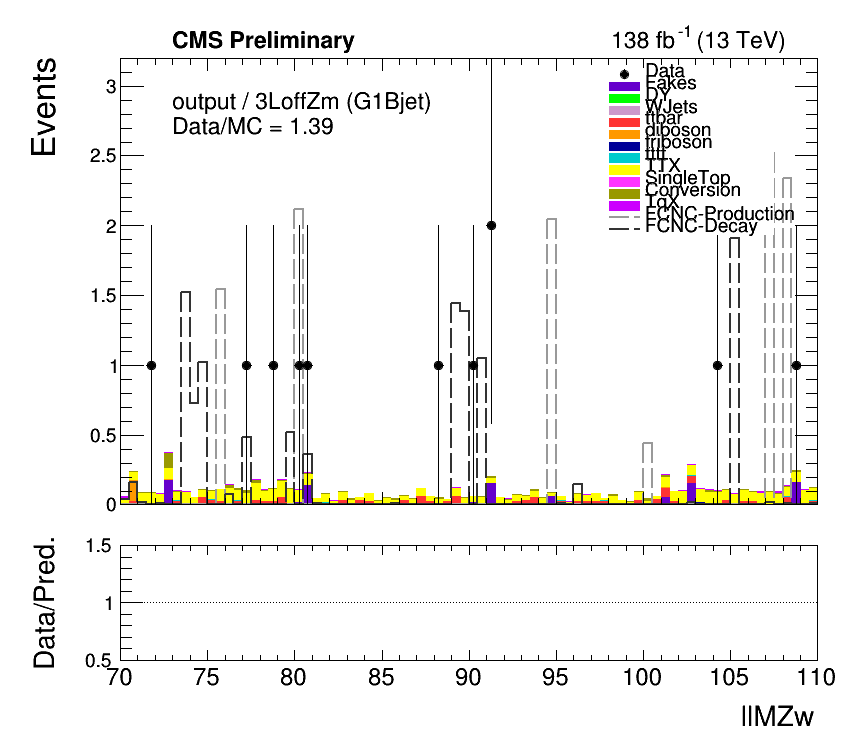 CMS Preliminary
138 fb-1 (13 TeV)
Events
output / 3LoffZm (G1Bjet)
Data/MC = 1.39
Data
Fakes
DY
WJets
ttbar
diboson
triboson
tttt
TTX
SingleTop
Conversion
TqX
FCNC-Production
FCNC-Decay
3
2.5
2
1.5
1
0.5
0
Data/Pred.
1.5
1
0.5
70 75 80 85 90 95 100 105 110
llMZw